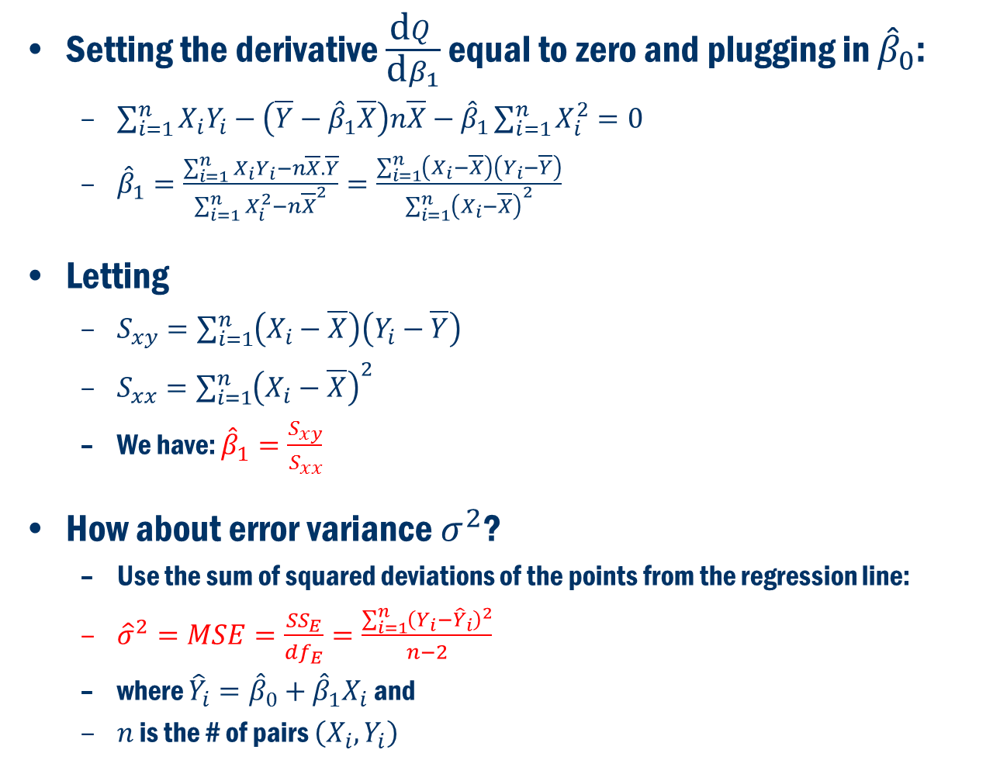 • Setting the derivative $\frac{\mathrm{d}Q}{\mathrm{d}\beta_1}$ equal to zero and plugging in $\hat{\beta}_0$:
– $\sum_{i=1}^{n} X_i Y_i - (\overline{Y} - \hat{\beta}_1 \overline{X}) n\overline{X} - \hat{\beta}_1 \sum_{i=1}^{n} X_i^2 = 0$
– $\hat{\beta}_1 = \frac{\sum_{i=1}^{n} X_i Y_i - n\overline{X}.\overline{Y}}{\sum_{i=1}^{n} X_i^2 - n\overline{X}^2} = \frac{\sum_{i=1}^{n} (X_i - \overline{X})(Y_i - \overline{Y})}{\sum_{i=1}^{n} (X_i - \overline{X})^2}$
• Letting
– $S_{xy} = \sum_{i=1}^{n} (X_i - \overline{X})(Y_i - \overline{Y})$
– $S_{xx} = \sum_{i=1}^{n} (X_i - \overline{X})^2$
– We have: $\hat{\beta}_1 = \frac{S_{xy}}{S_{xx}}$
• How about error variance $\sigma^2$?
– Use the sum of squared deviations of the points from the regression line:
– $\hat{\sigma}^2 = MSE = \frac{SS_E}{df_E} = \frac{\sum_{i=1}^{n} (Y_i - \hat{Y}_i)^2}{n-2}$
– where $\hat{Y}_i = \hat{\beta}_0 + \hat{\beta}_1 X_i$ and
– $n$ is the # of pairs $(X_i, Y_i)$